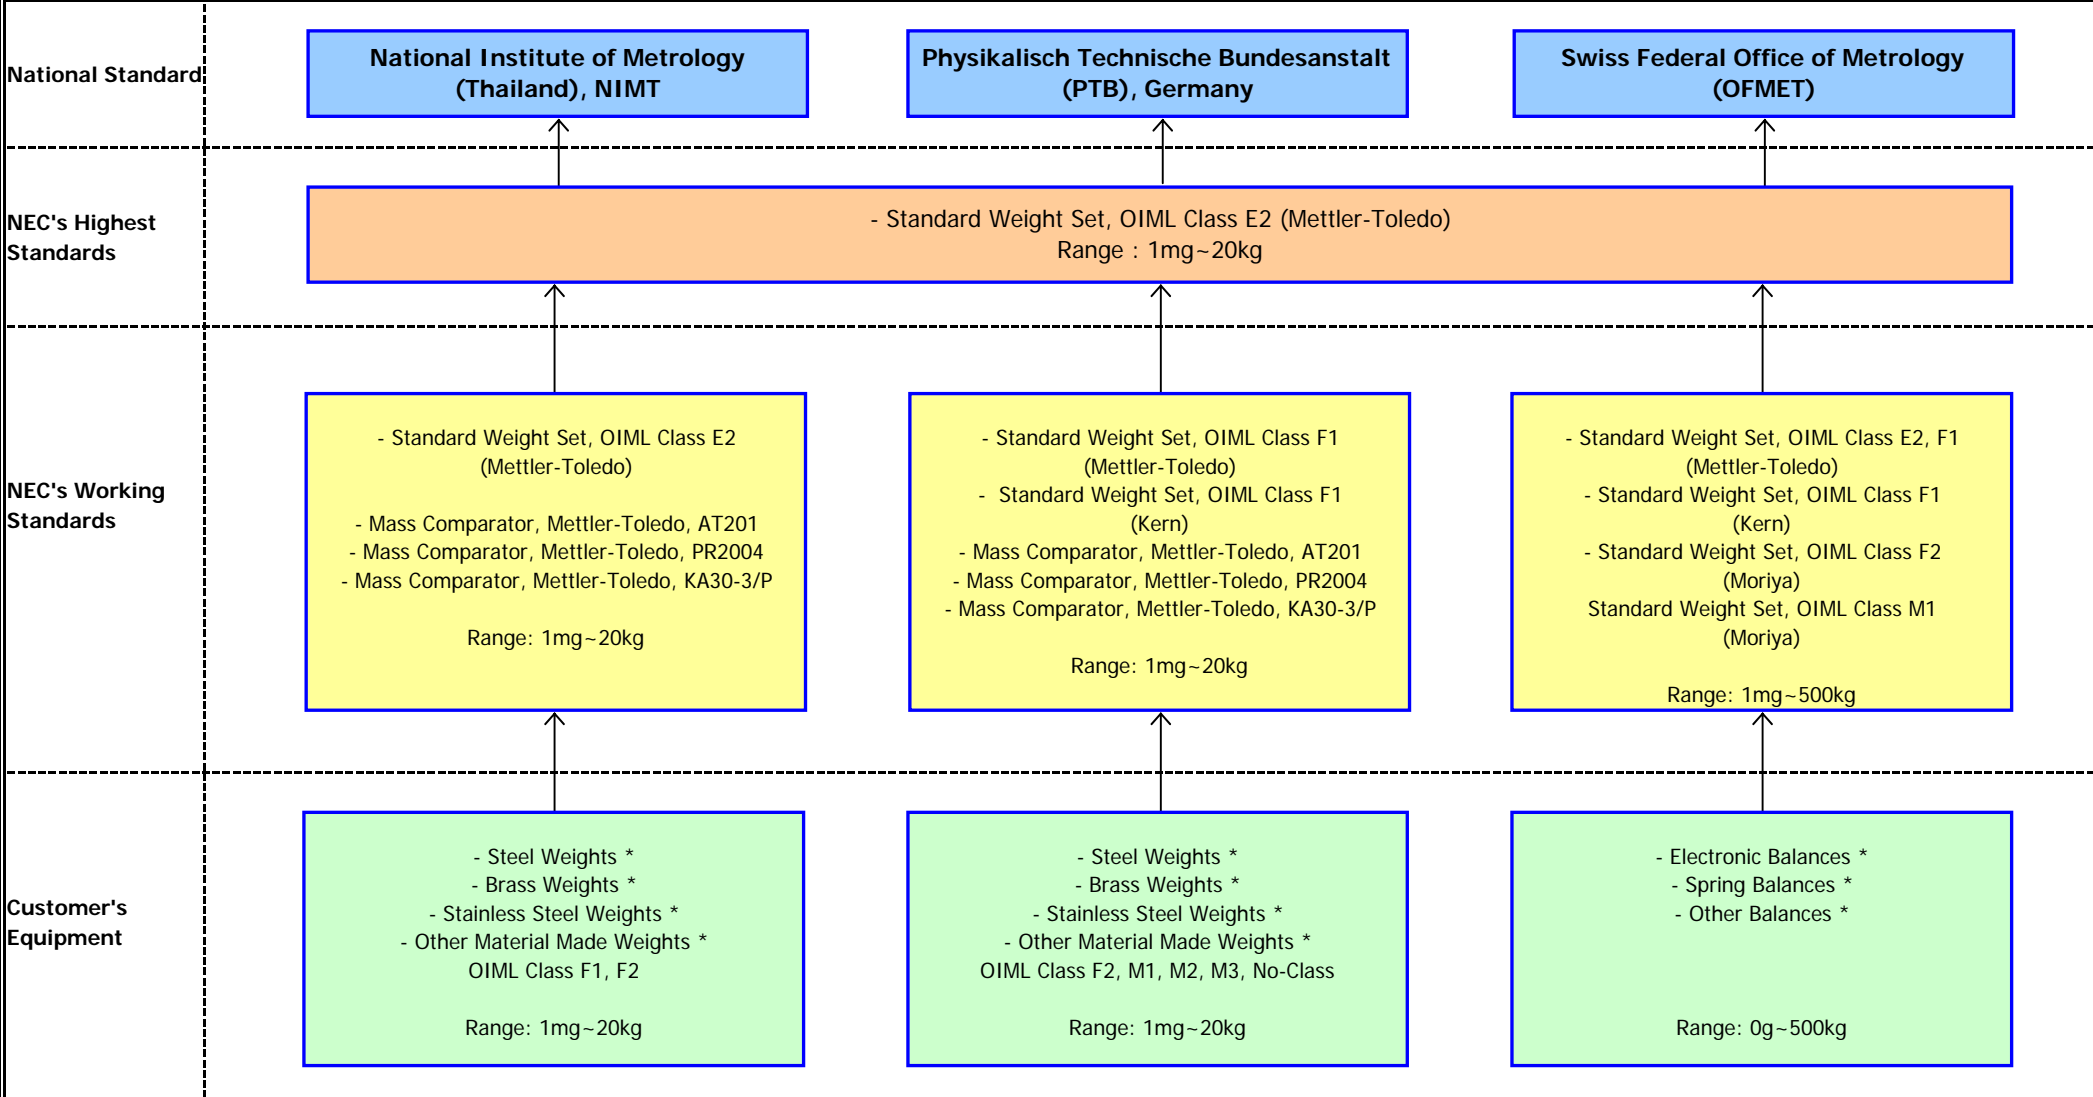 National Standard
National Institute of Metrology
(Thailand), NIMT
Physikalisch Technische Bundesanstalt
(PTB), Germany
Swiss Federal Office of Metrology
(OFMET)
NEC's Highest
Standards
- Standard Weight Set, OIML Class E2 (Mettler-Toledo)
Range : 1mg~20kg
NEC's Working
Standards
- Standard Weight Set, OIML Class E2
(Mettler-Toledo)
- Mass Comparator, Mettler-Toledo, AT201
- Mass Comparator, Mettler-Toledo, PR2004
- Mass Comparator, Mettler-Toledo, KA30-3/P
Range: 1mg~20kg
- Standard Weight Set, OIML Class F1
(Mettler-Toledo)
- Standard Weight Set, OIML Class F1
(Kern)
- Mass Comparator, Mettler-Toledo, AT201
- Mass Comparator, Mettler-Toledo, PR2004
- Mass Comparator, Mettler-Toledo, KA30-3/P
Range: 1mg~20kg
- Standard Weight Set, OIML Class E2, F1
(Mettler-Toledo)
- Standard Weight Set, OIML Class F1
(Kern)
- Standard Weight Set, OIML Class F2
(Moriya)
Standard Weight Set, OIML Class M1
(Moriya)
Range: 1mg~500kg
Customer's
Equipment
- Steel Weights *
- Brass Weights *
- Stainless Steel Weights *
- Other Material Made Weights *
OIML Class F1, F2
Range: 1mg~20kg
- Steel Weights *
- Brass Weights *
- Stainless Steel Weights *
- Other Material Made Weights *
OIML Class F2, M1, M2, M3, No-Class
Range: 1mg~20kg
- Electronic Balances *
- Spring Balances *
- Other Balances *
Range: 0g~500kg